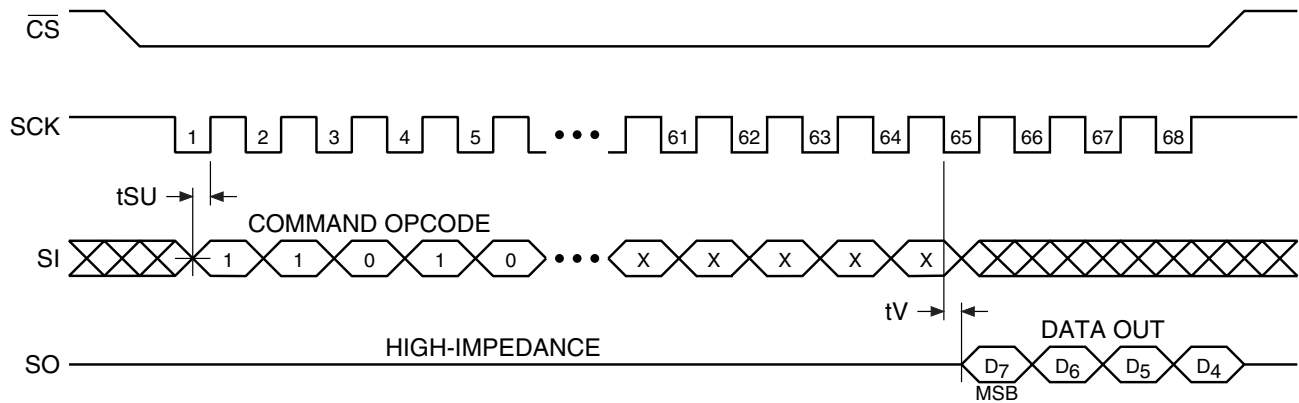 CS
SCK 1 2 3 4 5 ••• 61 62 63 64 65 66 67 68
tSU
COMMAND OPCODE
SI 1 1 0 1 0 ••• X X X X X
tV
DATA OUT
HIGH-IMPEDANCE
SO D7 D6 D5 D4
MSB